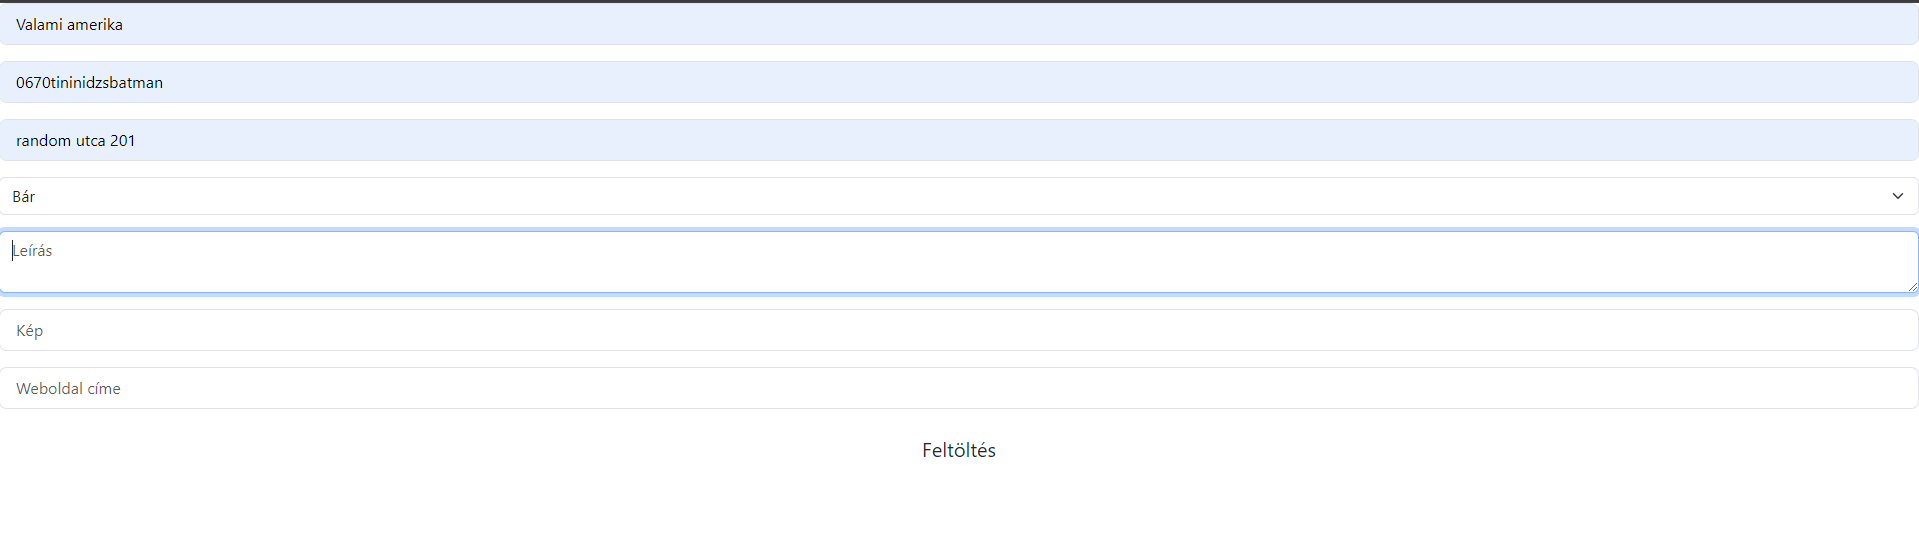 Valami amerika
0670tininidzsbatman
random utca 201
Bár
Leírás
Kép
Weboldal címe
Feltöltés